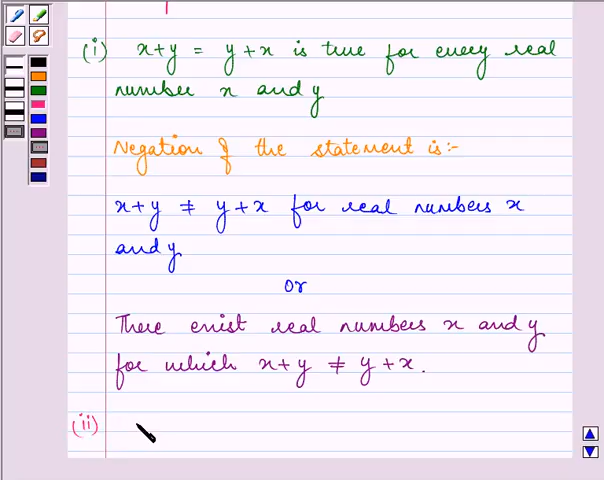 (i) x+y = y+x is true for every real
number x and y
Negation of the statement is:-
x+y ≠ y+x for real numbers x
and y
or
There exist real numbers x and y
for which x+y ≠ y+x.
(ii)